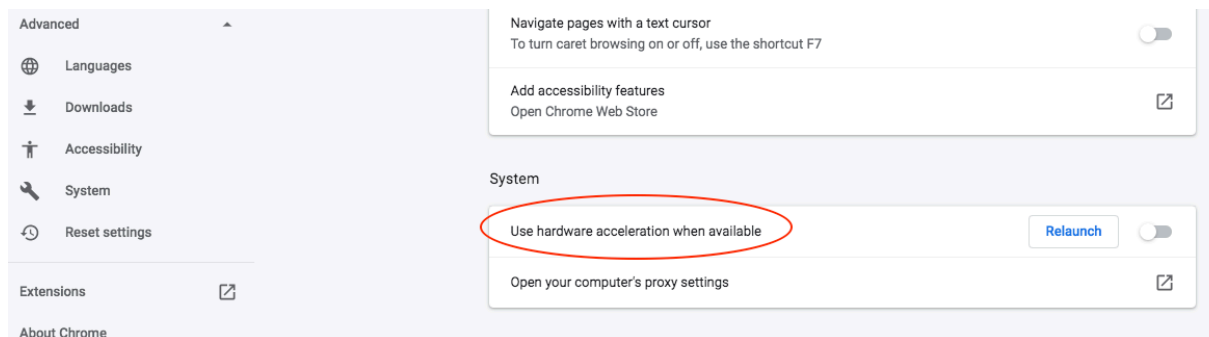 Advanced
Languages
Downloads
Accessibility
System
Reset settings
Extensions
About Chrome
Navigate pages with a text cursor
To turn caret browsing on or off, use the shortcut F7
Add accessibility features
Open Chrome Web Store
System
Use hardware acceleration when available
Relaunch
Open your computer's proxy settings